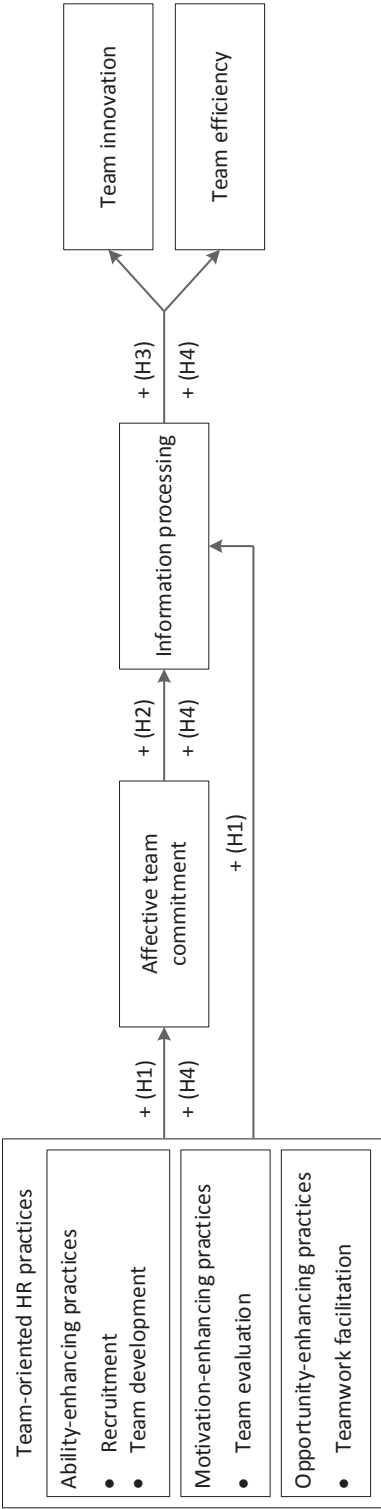 Team-oriented HR practices
Ability-enhancing practices
● Recruitment
● Team development
Motivation-enhancing practices
● Team evaluation
Opportunity-enhancing practices
● Teamwork facilitation
+ (H1)
+ (H4)
Affective team
commitment
+ (H2)
+ (H4)
+ (H1)
Information processing
+ (H3)
+ (H4)
Team innovation
Team efficiency